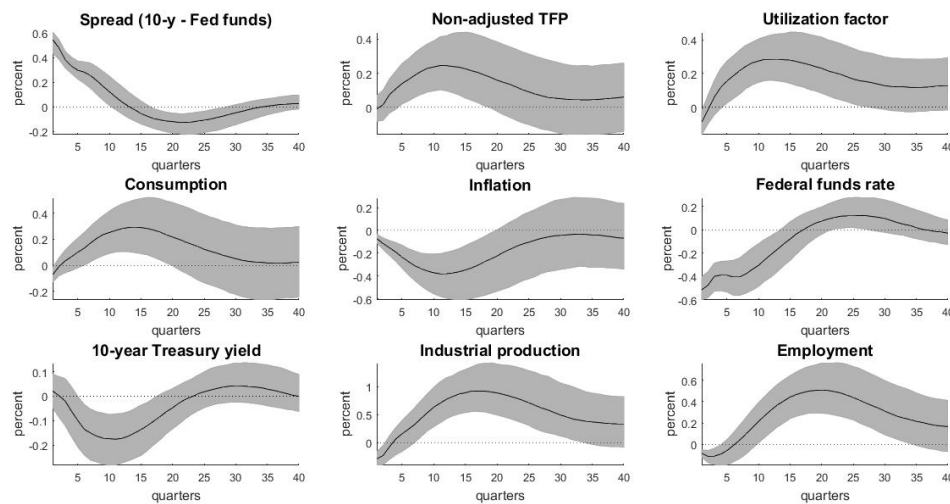 Spread (10-y - Fed funds)
percent
0.6
0.4
0.2
0
-0.2
5 10 15 20 25 30 35 40
quarters
Non-adjusted TFP
percent
0.4
0.2
0
5 10 15 20 25 30 35 40
quarters
Utilization factor
percent
0.4
0.2
0
5 10 15 20 25 30 35 40
quarters
Consumption
percent
0.4
0.2
0
-0.2
5 10 15 20 25 30 35 40
quarters
Inflation
percent
0.2
0
-0.2
-0.4
-0.6
5 10 15 20 25 30 35 40
quarters
Federal funds rate
percent
0.2
0
-0.2
-0.4
-0.6
5 10 15 20 25 30 35 40
quarters
10-year Treasury yield
percent
0.1
0
-0.1
-0.2
5 10 15 20 25 30 35 40
quarters
Industrial production
percent
1
0.5
0
5 10 15 20 25 30 35 40
quarters
Employment
percent
0.6
0.4
0.2
0
5 10 15 20 25 30 35 40
quarters